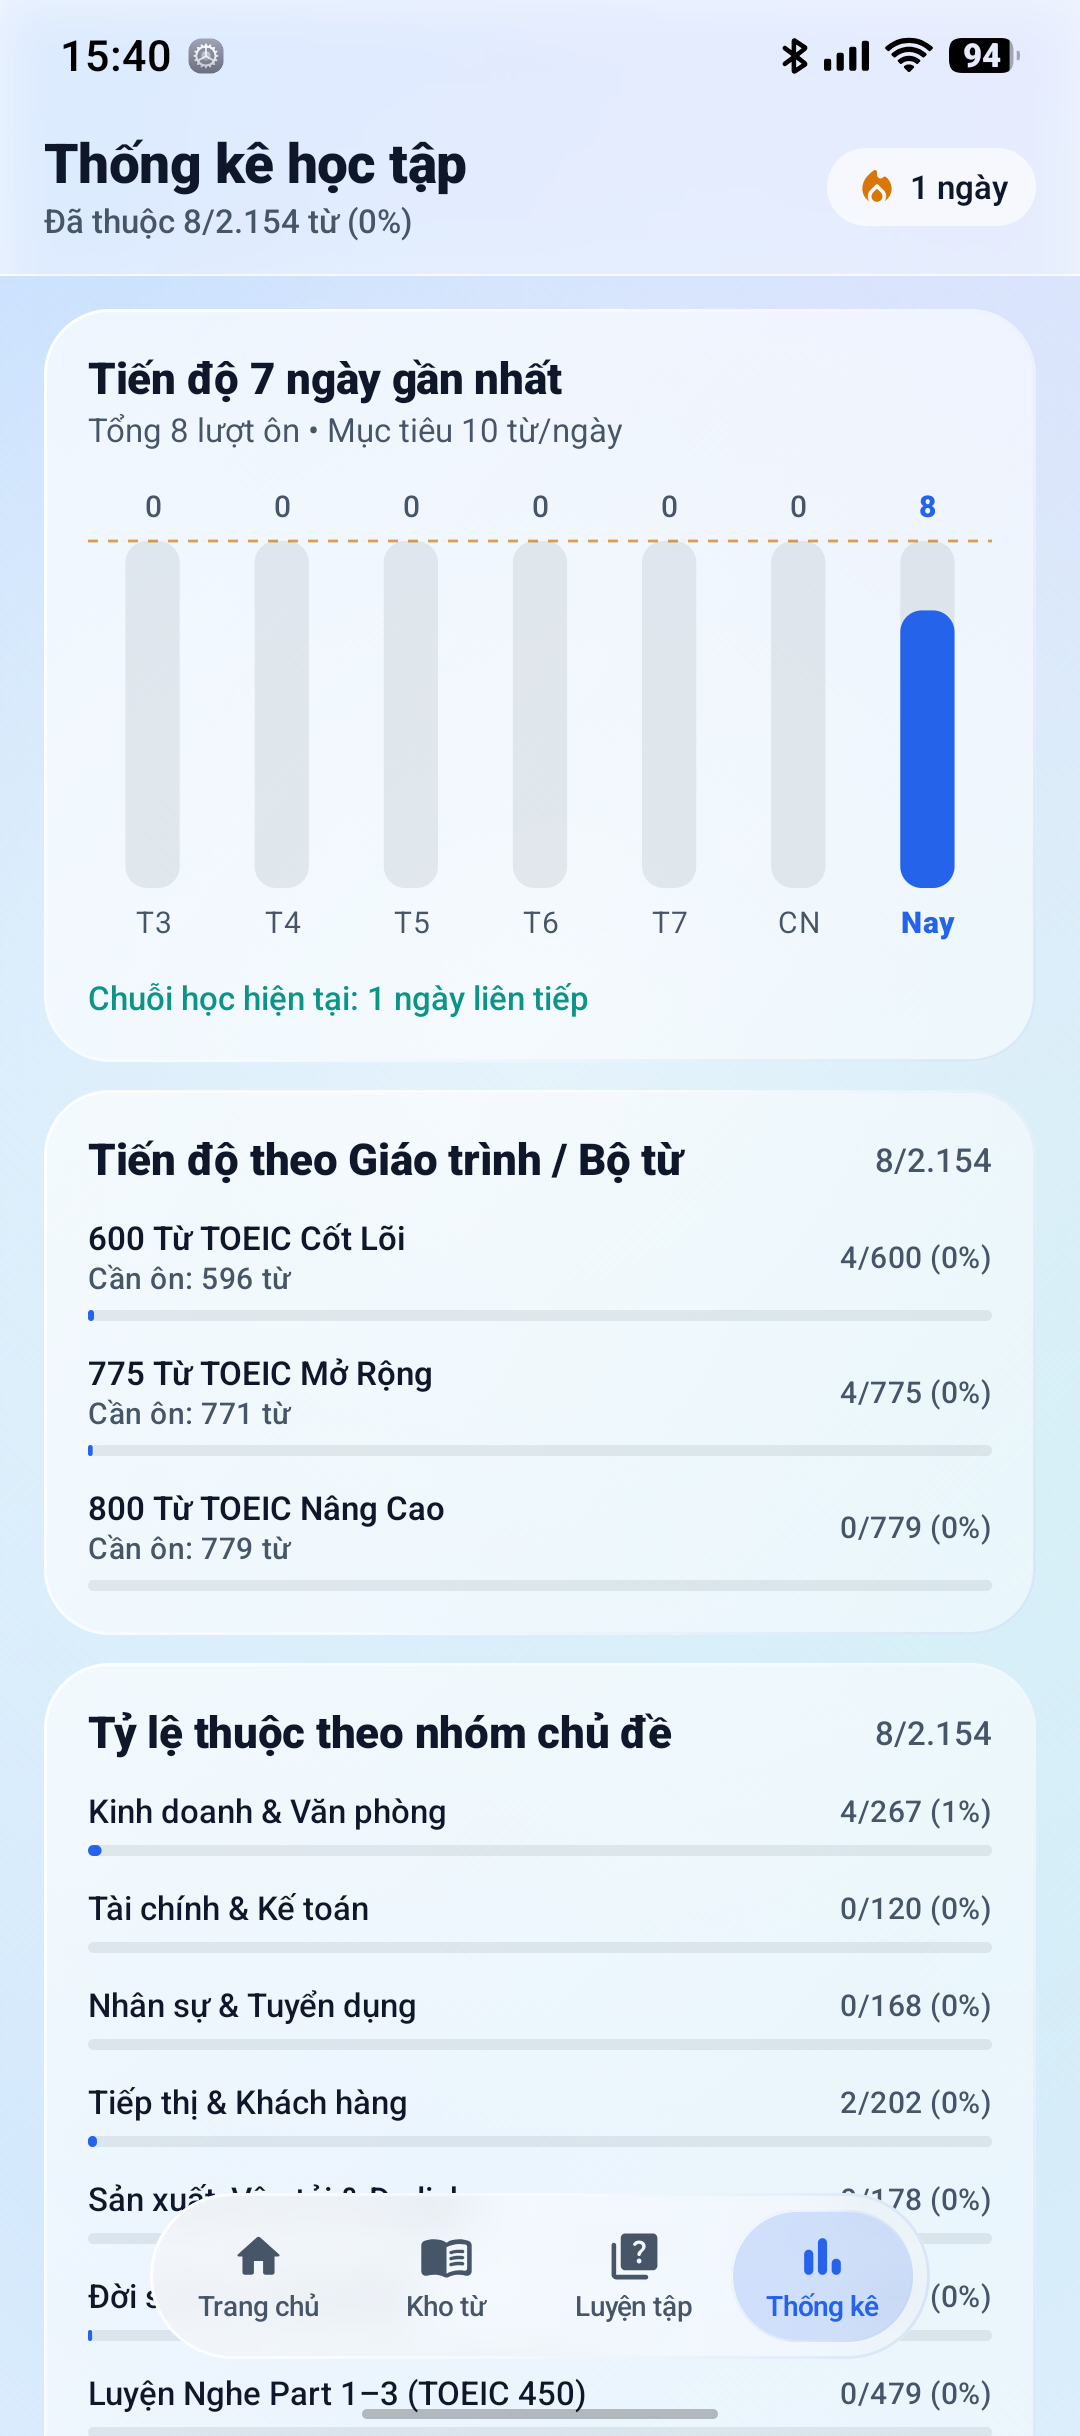 15:40
94
Thống kê học tập
Đã thuộc 8/2.154 từ (0%)
1 ngày
Tiến độ 7 ngày gần nhất
Tổng 8 lượt ôn • Mục tiêu 10 từ/ngày
0 0 0 0 0 0 8
T3 T4 T5 T6 T7 CN Nay
Chuỗi học hiện tại: 1 ngày liên tiếp
Tiến độ theo Giáo trình / Bộ từ 8/2.154
600 Từ TOEIC Cốt Lõi
Cần ôn: 596 từ
4/600 (0%)
775 Từ TOEIC Mở Rộng
Cần ôn: 771 từ
4/775 (0%)
800 Từ TOEIC Nâng Cao
Cần ôn: 779 từ
0/779 (0%)
Tỷ lệ thuộc theo nhóm chủ đề 8/2.154
Kinh doanh & Văn phòng 4/267 (1%)
Tài chính & Kế toán 0/120 (0%)
Nhân sự & Tuyển dụng 0/168 (0%)
Tiếp thị & Khách hàng 2/202 (0%)
Sản xuất, (0%)
Đời (0%)
Trang chủ Kho từ Luyện tập Thống kê
Luyện Nghe Part 1–3 (TOEIC 450) 0/479 (0%)